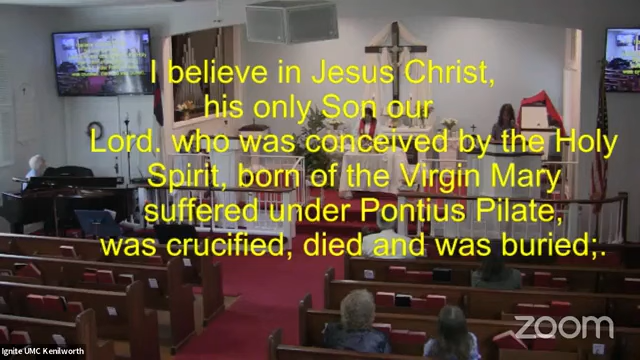 I believe in Jesus Christ,
his only Son our
Lord. who was conceived by the Holy
Spirit, born of the Virgin Mary
suffered under Pontius Pilate,
was crucified, died and was buried;.
zoom
Ignite UMC Kenilworth